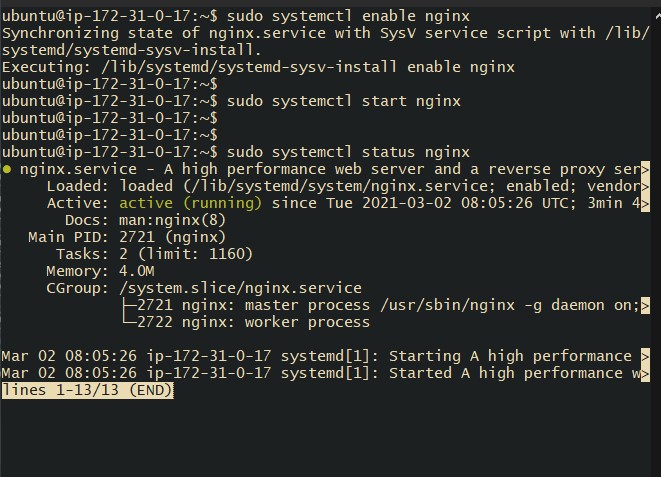 ubuntu@ip-172-31-0-17:~$ sudo systemctl enable nginx
Synchronizing state of nginx.service with SysV service script with /lib/
systemd/systemd-sysv-install.
Executing: /lib/systemd/systemd-sysv-install enable nginx
ubuntu@ip-172-31-0-17:~$
ubuntu@ip-172-31-0-17:~$ sudo systemctl start nginx
ubuntu@ip-172-31-0-17:~$
ubuntu@ip-172-31-0-17:~$
ubuntu@ip-172-31-0-17:~$ sudo systemctl status nginx
● nginx.service - A high performance web server and a reverse proxy ser>
     Loaded: loaded (/lib/systemd/system/nginx.service; enabled; vendor>
     Active: active (running) since Tue 2021-03-02 08:05:26 UTC; 3min 4>
       Docs: man:nginx(8)
   Main PID: 2721 (nginx)
      Tasks: 2 (limit: 1160)
     Memory: 4.0M
     CGroup: /system.slice/nginx.service
             ├─2721 nginx: master process /usr/sbin/nginx -g daemon on;>
             └─2722 nginx: worker process

Mar 02 08:05:26 ip-172-31-0-17 systemd[1]: Starting A high performance >
Mar 02 08:05:26 ip-172-31-0-17 systemd[1]: Started A high performance w>
lines 1-13/13 (END)